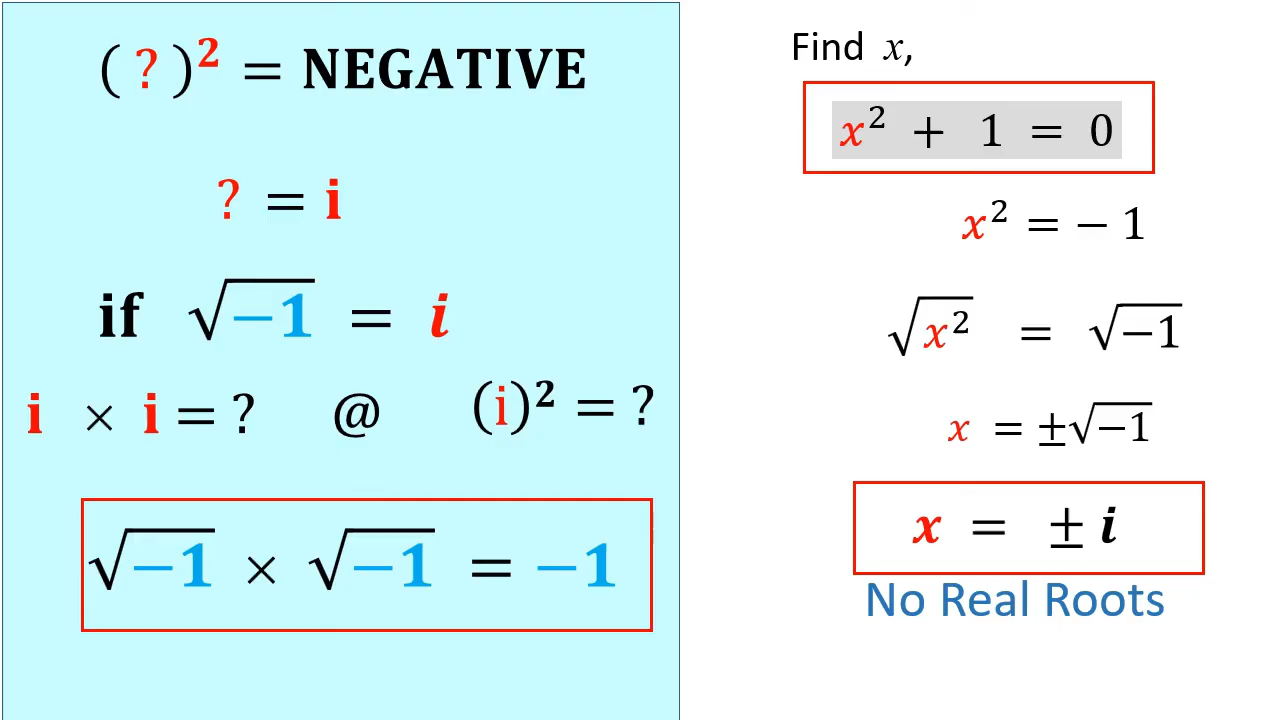 ( ? )² = NEGATIVE
? = i
if √−1 = i
i × i = ? @ (i)² = ?
√−1 × √−1 = −1
Find x,
x² + 1 = 0
x² = − 1
√x² = √−1
x = ±√−1
x = ± i
No Real Roots